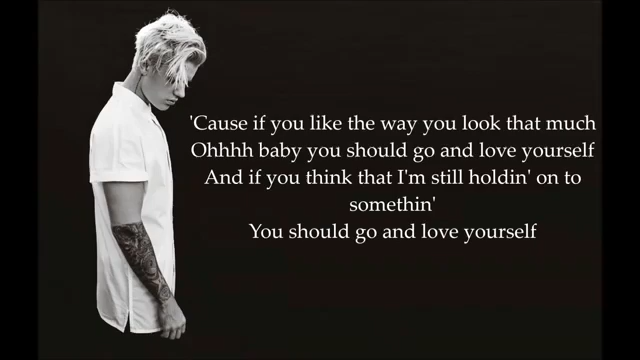 'Cause if you like the way you look that much
Ohhhh baby you should go and love yourself
And if you think that I'm still holdin' on to
somethin'
You should go and love yourself